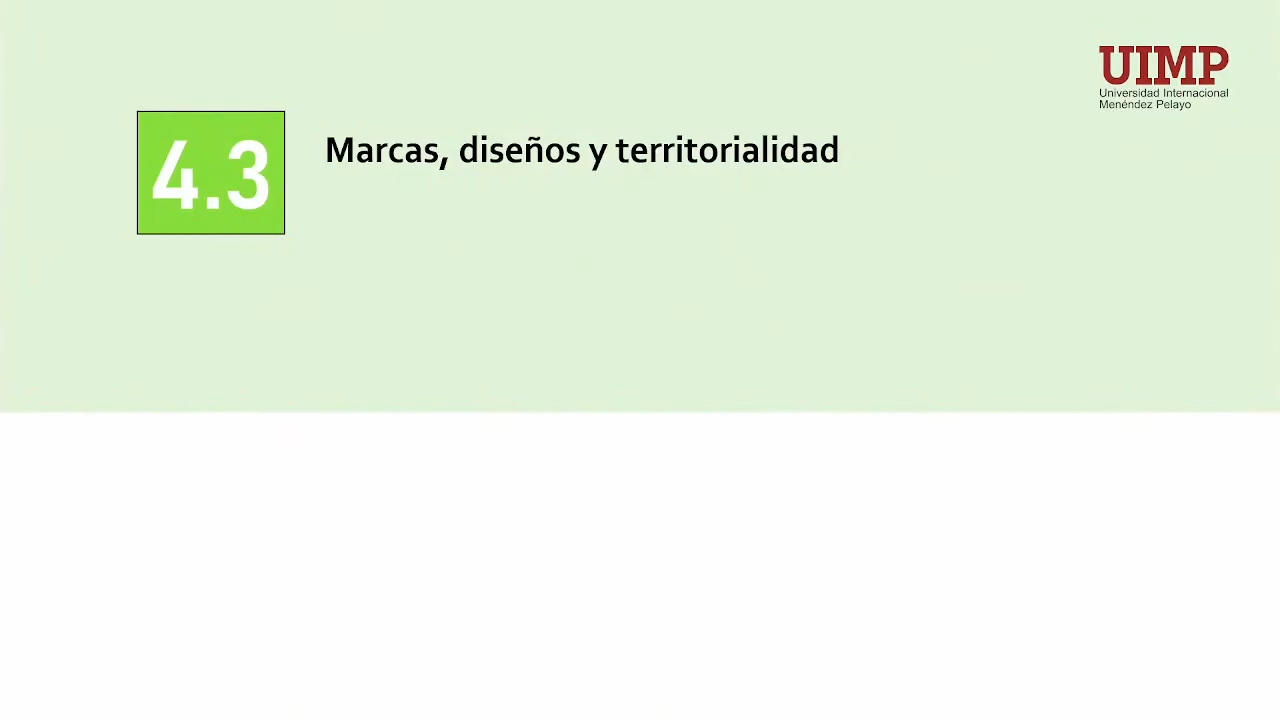 UIMP
Universidad Internacional
Menéndez Pelayo
4.3
Marcas, diseños y territorialidad